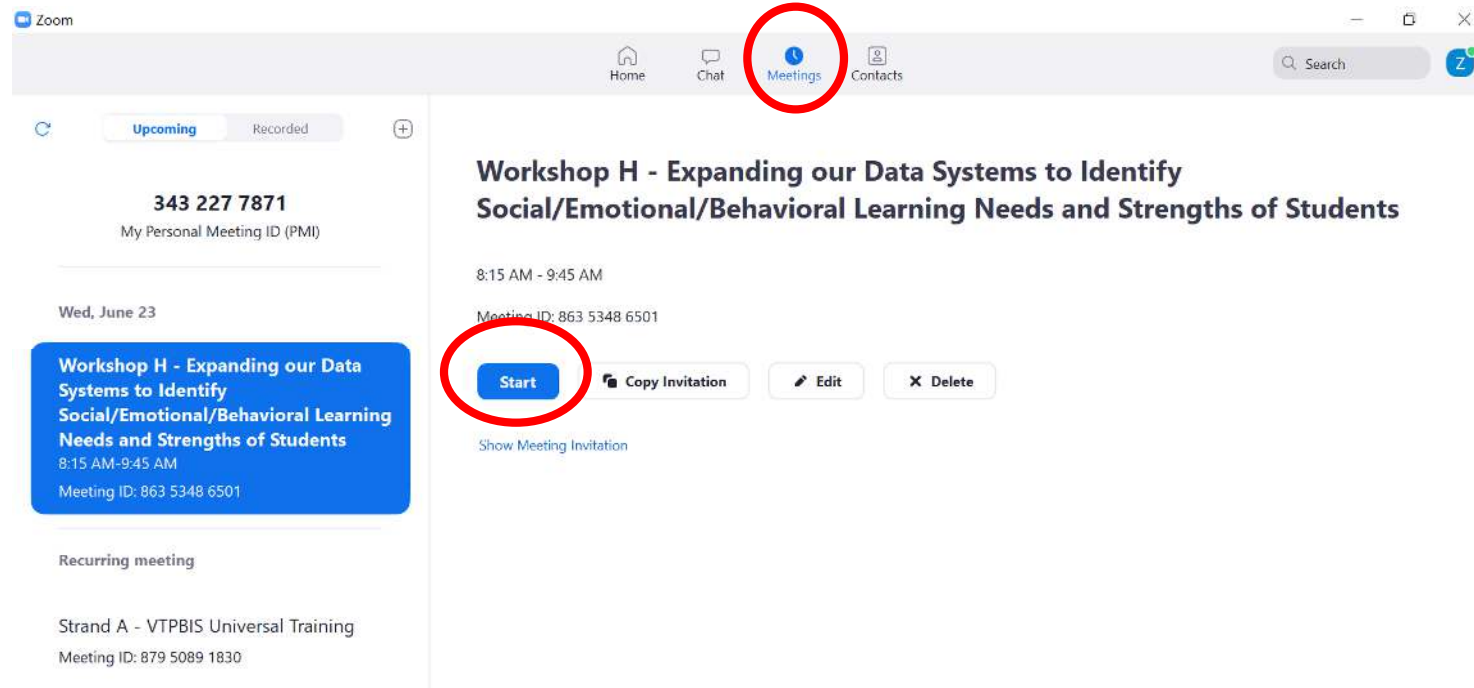 Zoom
Home
Chat
Meetings
Contacts
Search
Z
Upcoming
Recorded
343 227 7871
My Personal Meeting ID (PMI)
Wed, June 23
Workshop H - Expanding our Data
Systems to Identify
Social/Emotional/Behavioral Learning
Needs and Strengths of Students
8:15 AM-9:45 AM
Meeting ID: 863 5348 6501
Recurring meeting
Strand A - VTPBIS Universal Training
Meeting ID: 879 5089 1830
Workshop H - Expanding our Data Systems to Identify
Social/Emotional/Behavioral Learning Needs and Strengths of Students
8:15 AM - 9:45 AM
Meeting ID: 863 5348 6501
Start
Copy Invitation
Edit
Delete
Show Meeting Invitation